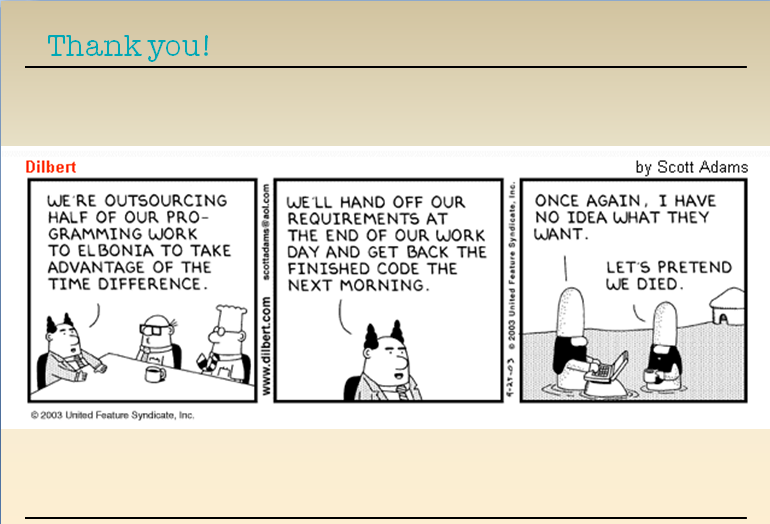 Thank you!
Dilbert
by Scott Adams
WE'RE OUTSOURCING
HALF OF OUR PRO-
GRAMMING WORK
TO ELBONIA TO TAKE
ADVANTAGE OF THE
TIME DIFFERENCE.
www.dilbert.com scottadams@aol.com
WE'LL HAND OFF OUR
REQUIREMENTS AT
THE END OF OUR WORK
DAY AND GET BACK THE
FINISHED CODE THE
NEXT MORNING.
© 2003 United Feature Syndicate, Inc.
ONCE AGAIN, I HAVE
NO IDEA WHAT THEY
WANT.
LET'S PRETEND
WE DIED.
© 2003 United Feature Syndicate, Inc.